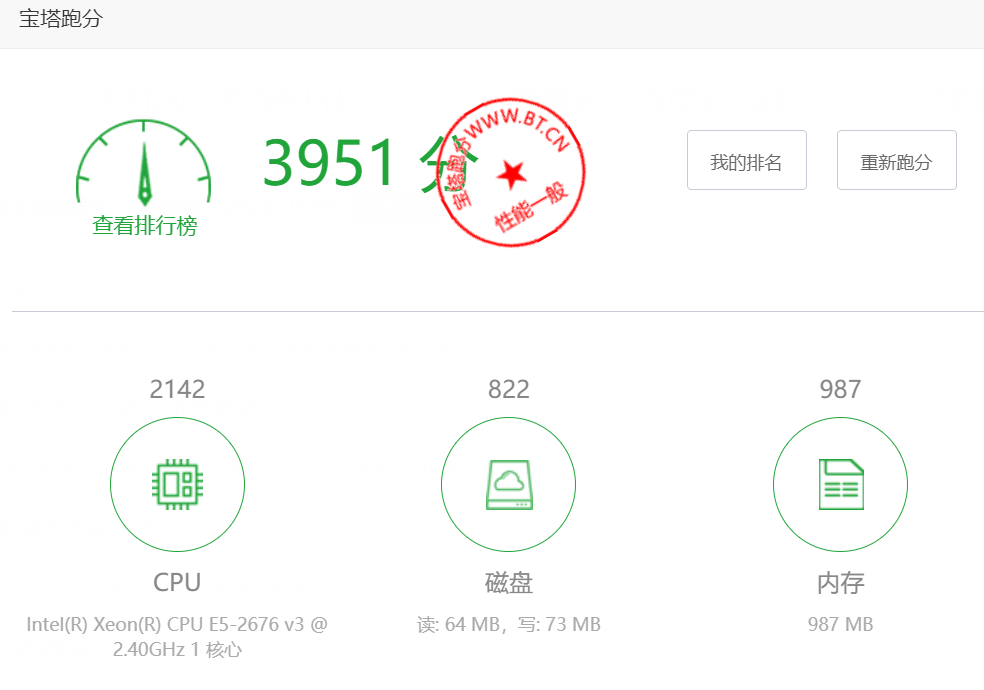 宝塔跑分
3951 分
宝塔跑分WWW.BT.CN
性能一般
我的排名
重新跑分
查看排行榜
2142
822
987
CPU
磁盘
内存
Intel(R) Xeon(R) CPU E5-2676 v3 @
2.40GHz 1 核心
读: 64 MB，写: 73 MB
987 MB